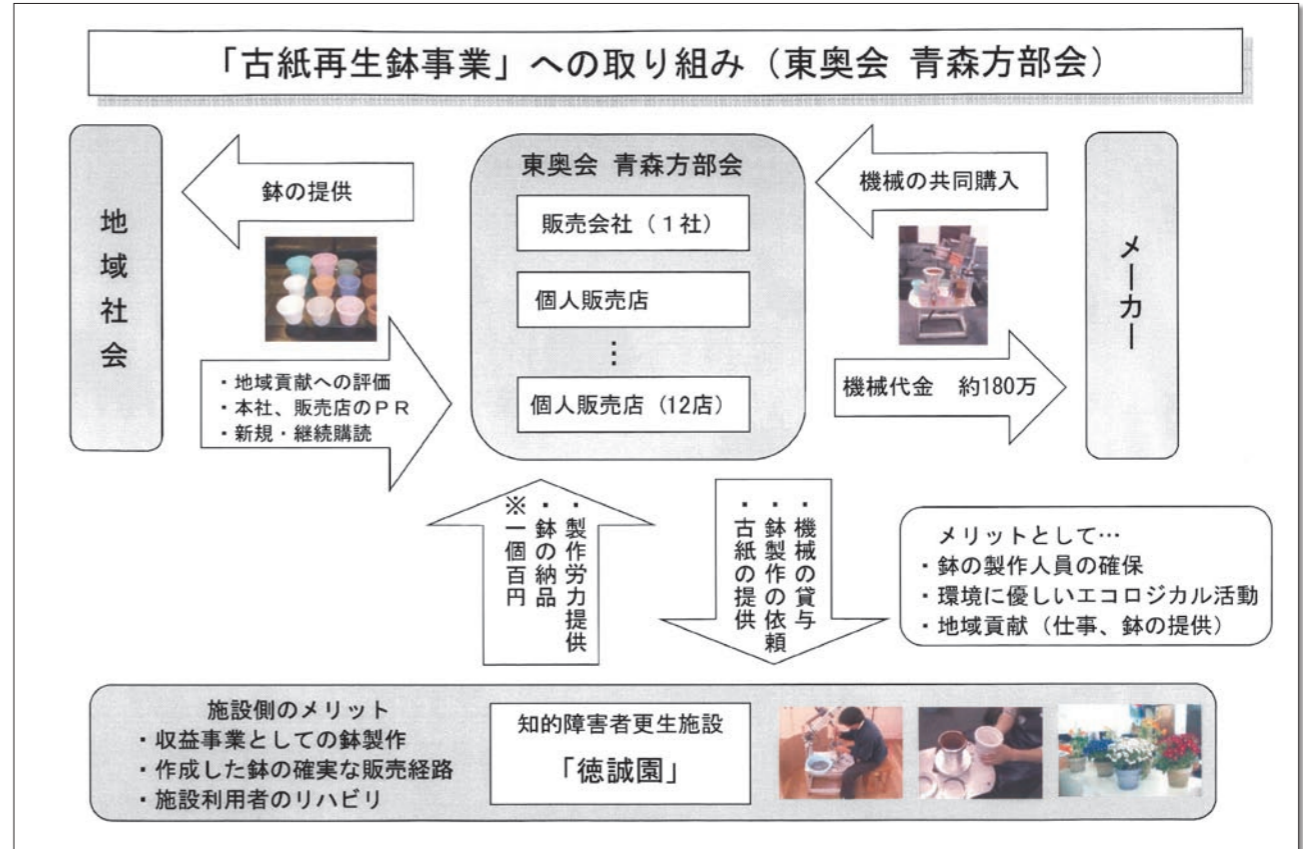 「古紙再生鉢事業」への取り組み（東奥会 青森方部会）
地域社会
鉢の提供
・地域貢献への評価
・本社、販売店のＰＲ
・新規・継続購読
東奥会 青森方部会
販売会社（１社）
個人販売店
⋮
個人販売店（12店）
機械の共同購入
機械代金　約180万
メーカー
・製作労力提供
・鉢の納品
※一個百円
・機械の貸与
・鉢製作の依頼
・古紙の提供
メリットとして…
・鉢の製作人員の確保
・環境に優しいエコロジカル活動
・地域貢献（仕事、鉢の提供）
施設側のメリット
・収益事業としての鉢製作
・作成した鉢の確実な販売経路
・施設利用者のリハビリ
知的障害者更生施設
「徳誠園」